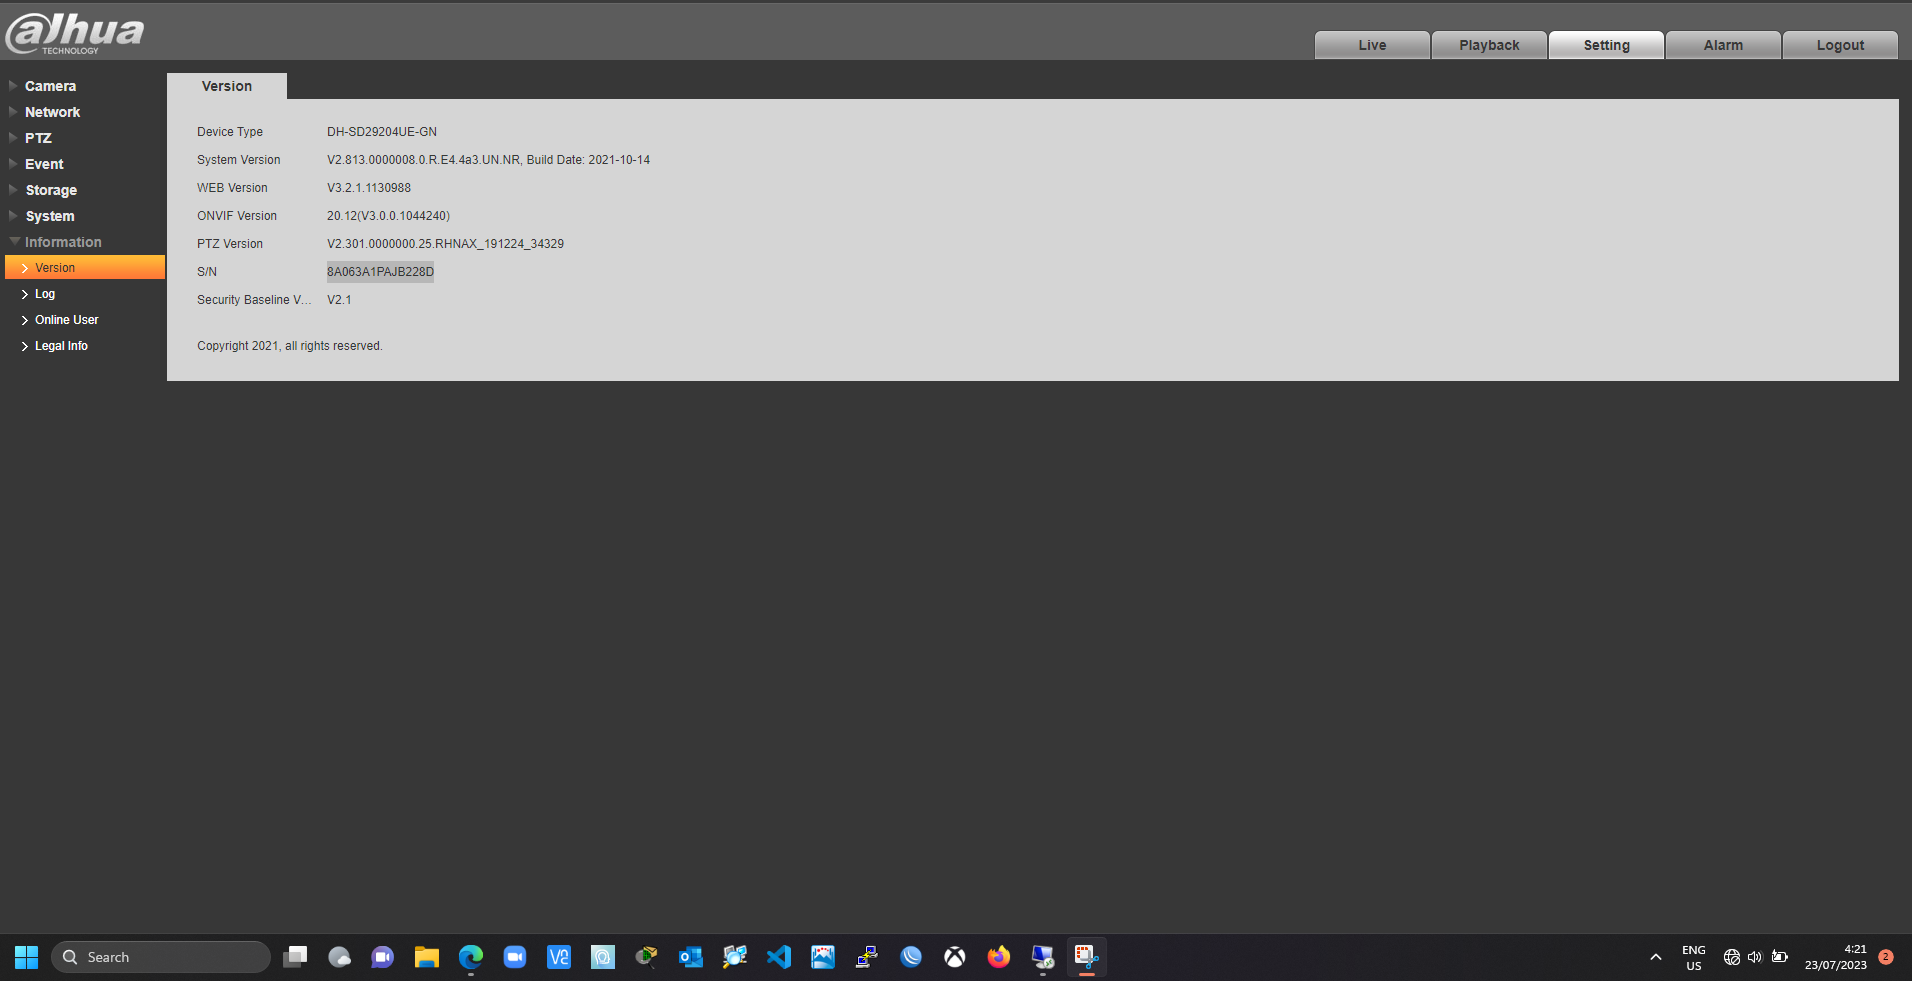 alhua
TECHNOLOGY
Live
Playback
Setting
Alarm
Logout
Camera
Network
PTZ
Event
Storage
System
Information
Version
Log
Online User
Legal Info
Version
Device Type DH-SD29204UE-GN
System Version V2.813.0000008.0.R.E4.4a3.UN.NR, Build Date: 2021-10-14
WEB Version V3.2.1.1130988
ONVIF Version 20.12(V3.0.0.1044240)
PTZ Version V2.301.0000000.25.RHNAX_191224_34329
S/N 8A063A1PAJB228D
Security Baseline V... V2.1
Copyright 2021, all rights reserved.
Search
ENG
US
4:21
23/07/2023
2